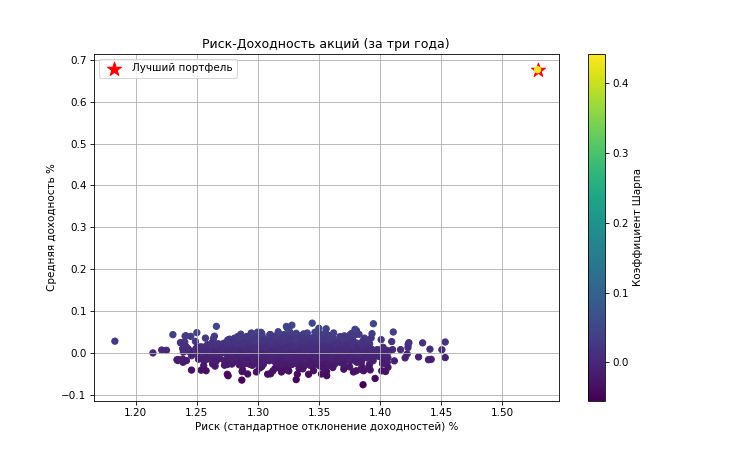 Риск-Доходность акций (за три года)
Лучший портфель
0.7
0.6
0.5
0.4
0.3
0.2
0.1
0.0
−0.1
Средняя доходность %
1.20 1.25 1.30 1.35 1.40 1.45 1.50
Риск (стандартное отклонение доходностей) %
0.4
0.3
0.2
0.1
0.0
Коэффициент Шарпа